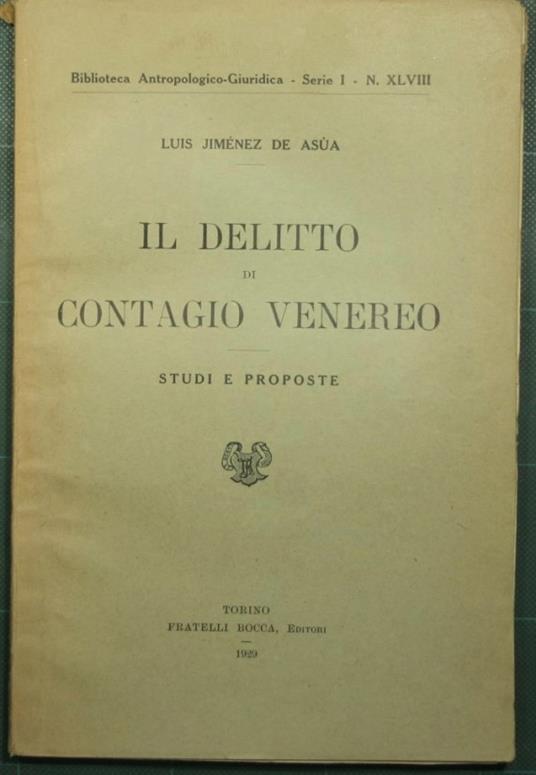 Biblioteca Antropologico-Giuridica - Serie I - N. XLVIII
LUIS JIMÉNEZ DE ASÙA
IL DELITTO
DI
CONTAGIO VENEREO
STUDI E PROPOSTE
TORINO
FRATELLI BOCCA, Editori
1929